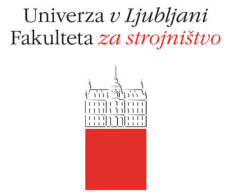 Univerza v Ljubljani
Fakulteta za strojništvo